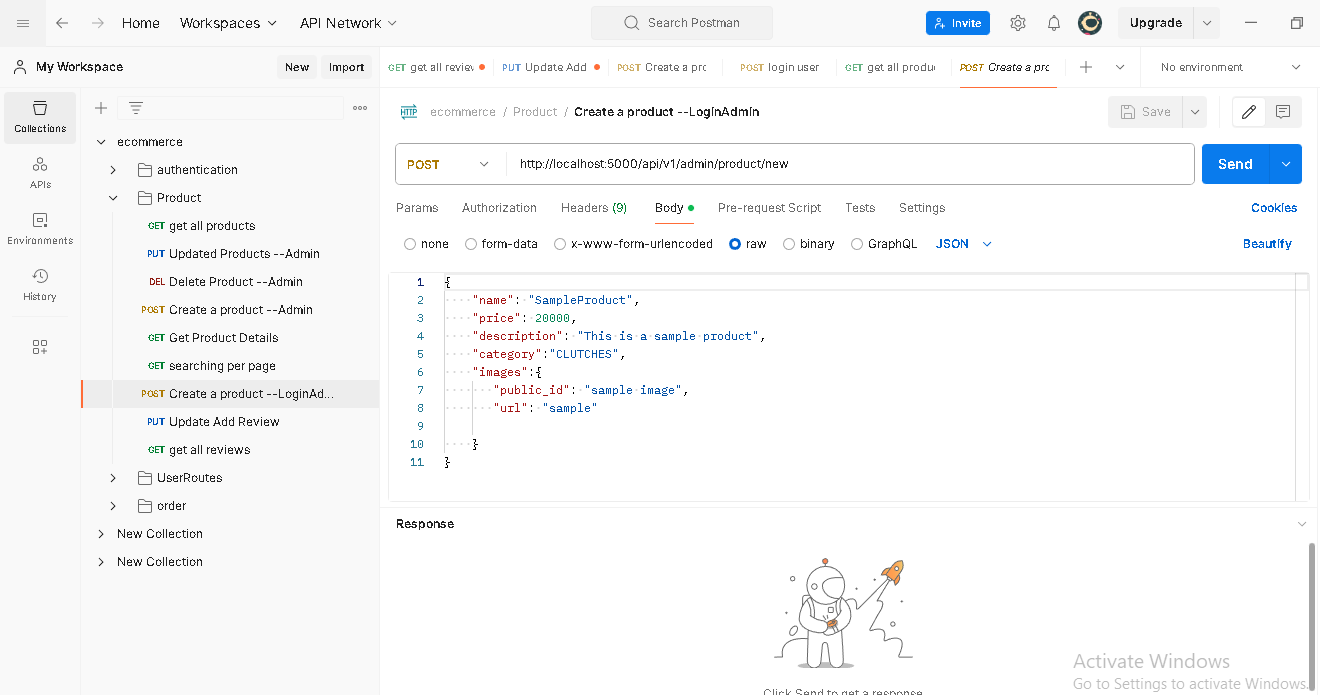 Home Workspaces API Network Search Postman Invite Upgrade
My Workspace New Import GET get all review PUT Update Add POST Create a pro POST login user GET get all produc POST Create a pro No environment
Collections
APIs
Environments
History
ecommerce
authentication
Product
GET get all products
PUT Updated Products --Admin
DEL Delete Product --Admin
POST Create a product --Admin
GET Get Product Details
GET searching per page
POST Create a product --LoginAd...
PUT Update Add Review
GET get all reviews
UserRoutes
order
New Collection
New Collection
HTTP ecommerce / Product / Create a product --LoginAdmin Save
POST http://localhost:5000/api/v1/admin/product/new Send
Params Authorization Headers (9) Body Pre-request Script Tests Settings Cookies
none form-data x-www-form-urlencoded raw binary GraphQL JSON Beautify
1 {
2 "name": "SampleProduct",
3 "price": 20000,
4 "description": "This is a sample product",
5 "category":"CLUTCHES",
6 "images":{
7 "public_id": "sample image",
8 "url": "sample"
9
10 }
11 }
Response
Click Send to get a response
Activate Windows
Go to Settings to activate Windows.